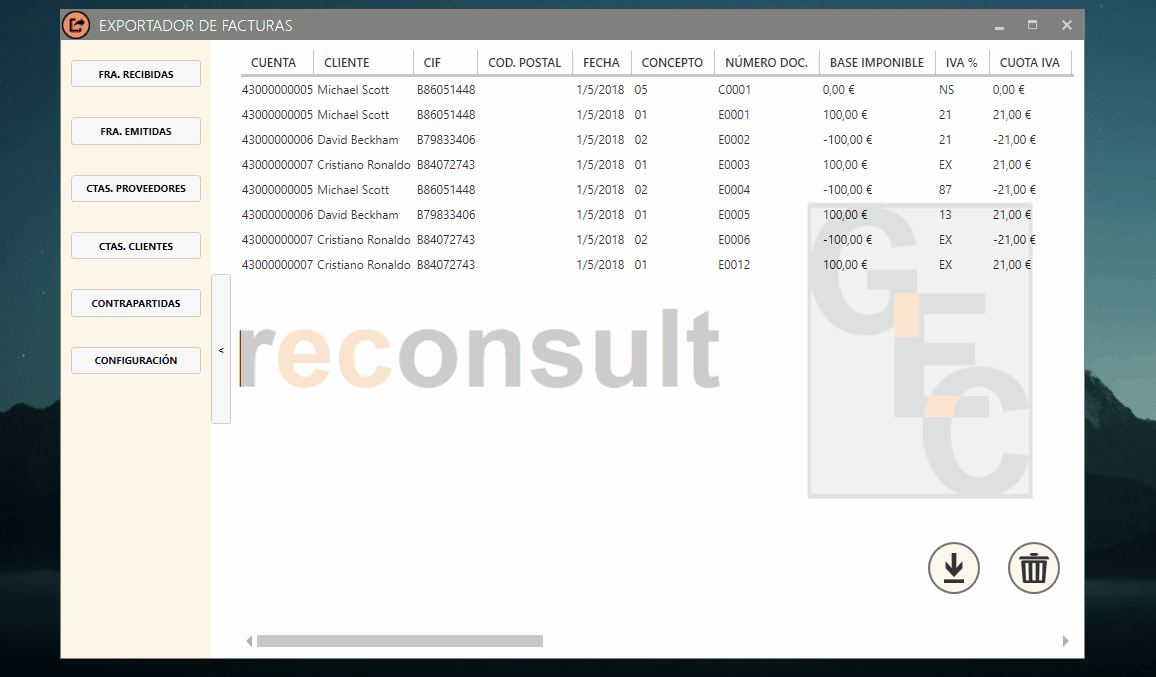 EXPORTADOR DE FACTURAS
FRA. RECIBIDAS
FRA. EMITIDAS
CTAS. PROVEEDORES
CTAS. CLIENTES
CONTRAPARTIDAS
CONFIGURACIÓN
<
CUENTA CLIENTE CIF COD. POSTAL FECHA CONCEPTO NÚMERO DOC. BASE IMPONIBLE IVA % CUOTA IVA
43000000005 Michael Scott B86051448 1/5/2018 05 C0001 0,00 € NS 0,00 €
43000000005 Michael Scott B86051448 1/5/2018 01 E0001 100,00 € 21 21,00 €
43000000006 David Beckham B79833406 1/5/2018 02 E0002 -100,00 € 21 -21,00 €
43000000007 Cristiano Ronaldo B84072743 1/5/2018 01 E0003 100,00 € EX 21,00 €
43000000005 Michael Scott B86051448 1/5/2018 02 E0004 -100,00 € 87 -21,00 €
43000000006 David Beckham B79833406 1/5/2018 01 E0005 100,00 € 13 21,00 €
43000000007 Cristiano Ronaldo B84072743 1/5/2018 02 E0006 -100,00 € EX -21,00 €
43000000007 Cristiano Ronaldo B84072743 1/5/2018 01 E0012 100,00 € EX 21,00 €
reconsult
GEC